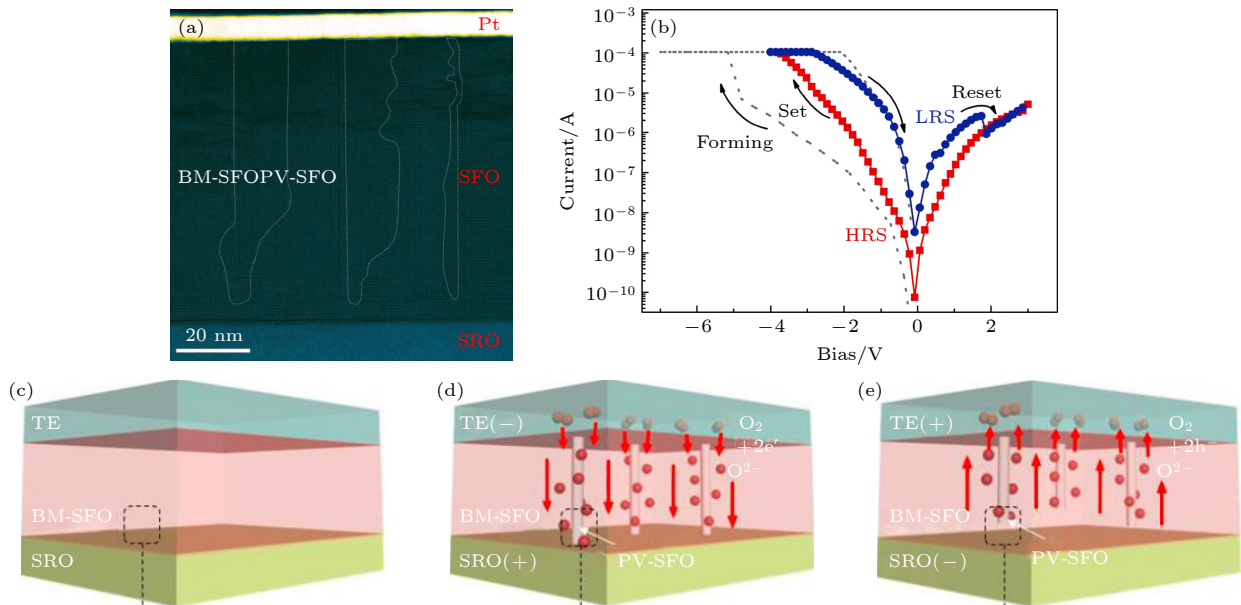 (a)
Pt
BM-SFOPV-SFO
SFO
20 nm
SRO
(b)
10⁻³
10⁻⁴
10⁻⁵
10⁻⁶
10⁻⁷
10⁻⁸
10⁻⁹
10⁻¹⁰
Current/A
Forming
Set
Reset
LRS
HRS
−6 −4 −2 0 2
Bias/V
(c)
TE
BM-SFO
SRO
(d)
TE(−)
O₂
+2e′
O²⁻
BM-SFO
SRO(+)
PV-SFO
(e)
TE(+)
O₂
+2h⁻
O²⁻
BM-SFO
SRO(−)
PV-SFO